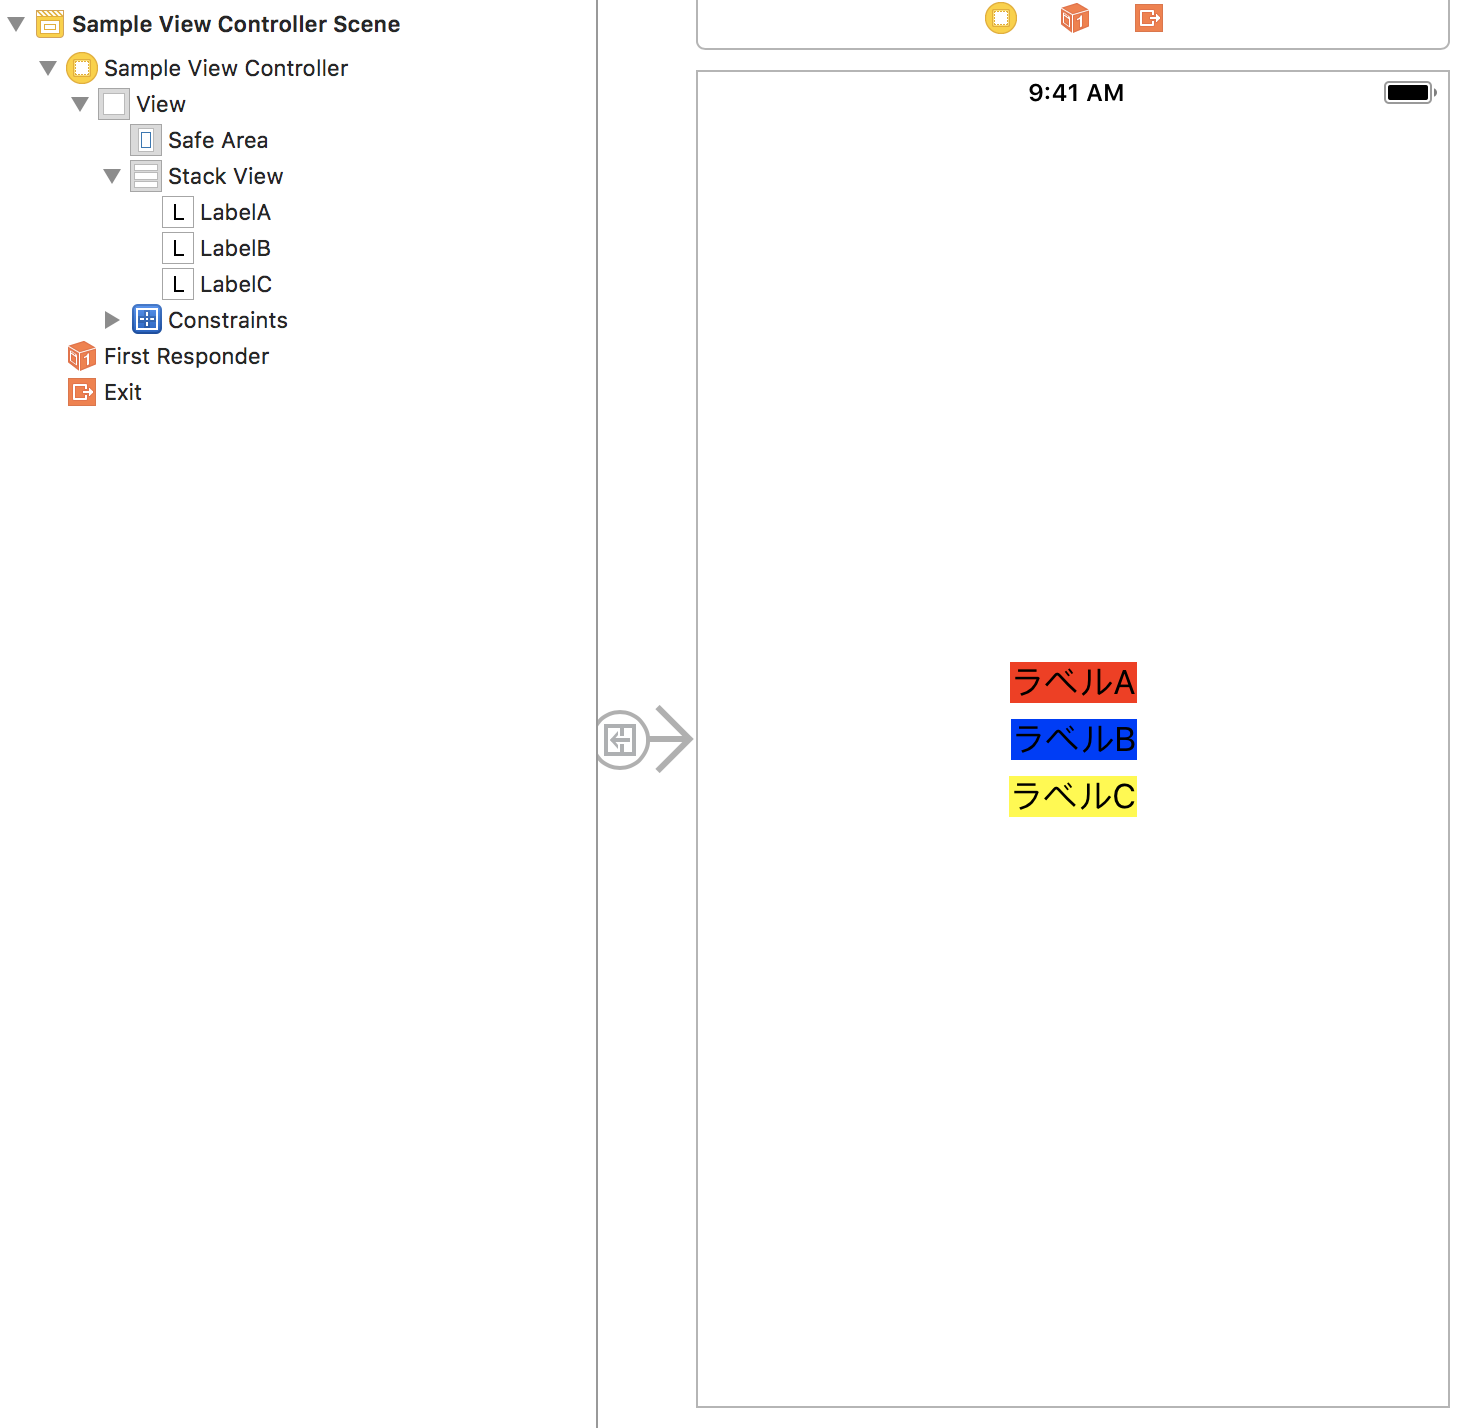 Sample View Controller Scene
Sample View Controller
View
Safe Area
Stack View
L LabelA
L LabelB
L LabelC
Constraints
First Responder
Exit
9:41 AM
ラベルA
ラベルB
ラベルC